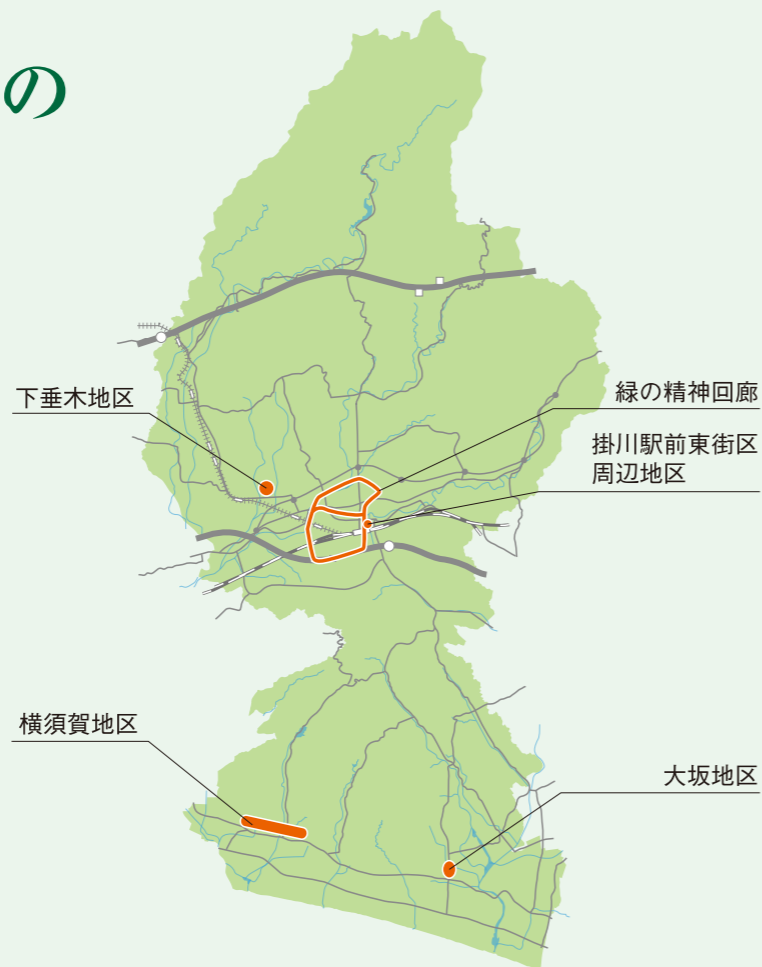 の
下垂木地区
緑の精神回廊
掛川駅前東街区
周辺地区
横須賀地区
大坂地区